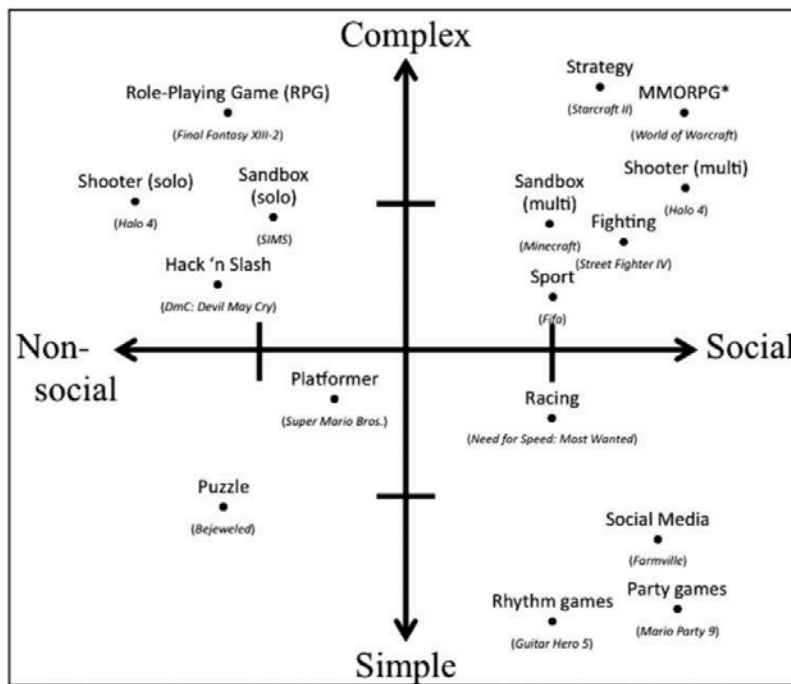 Complex
Strategy
(Starcraft II)
Role-Playing Game (RPG)
(Final Fantasy XIII-2)
MMORPG*
(World of Warcraft)
Shooter (solo)
(Halo 4)
Sandbox
(solo)
(SIMS)
Sandbox
(multi)
(Minecraft)
Shooter (multi)
(Halo 4)
Fighting
(Street Fighter IV)
Hack 'n Slash
(DmC: Devil May Cry)
Sport
(Fifa)
Non-
social
Social
Platformer
(Super Mario Bros.)
Racing
(Need for Speed: Most Wanted)
Puzzle
(Bejeweled)
Social Media
(Farmville)
Rhythm games
(Guitar Hero 5)
Party games
(Mario Party 9)
Simple